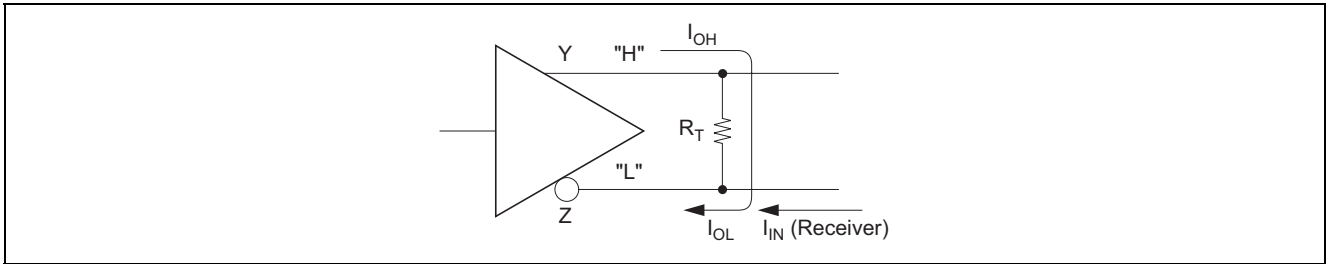 I_OH
Y "H"
R_T
"L"
Z
I_OL I_IN (Receiver)